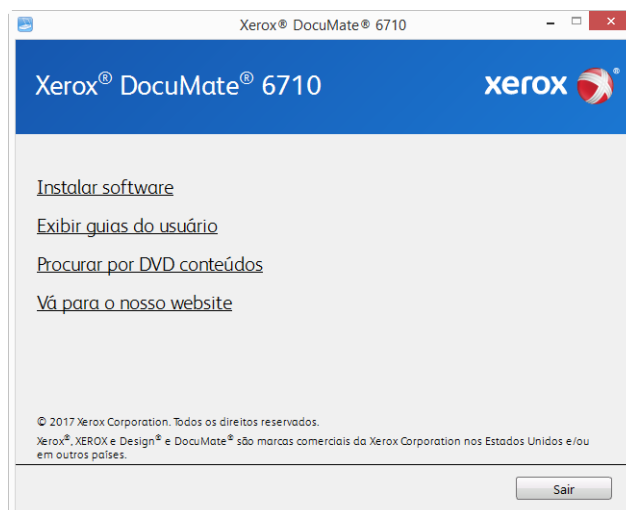 Xerox® DocuMate® 6710
Xerox® DocuMate® 6710
xerox®
Instalar software
Exibir guias do usuário
Procurar por DVD conteúdos
Vá para o nosso website
© 2017 Xerox Corporation. Todos os direitos reservados.
Xerox®, XEROX e Design® e DocuMate® são marcas comerciais da Xerox Corporation nos Estados Unidos e/ou
em outros países.
Sair